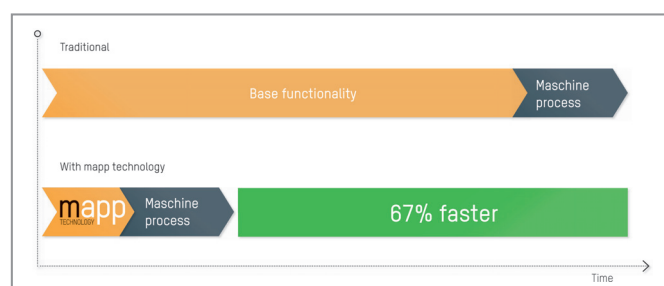 Traditional
Base functionality
Maschine
process
With mapp technology
mapp
TECHNOLOGY
Maschine
process
67% faster
Time